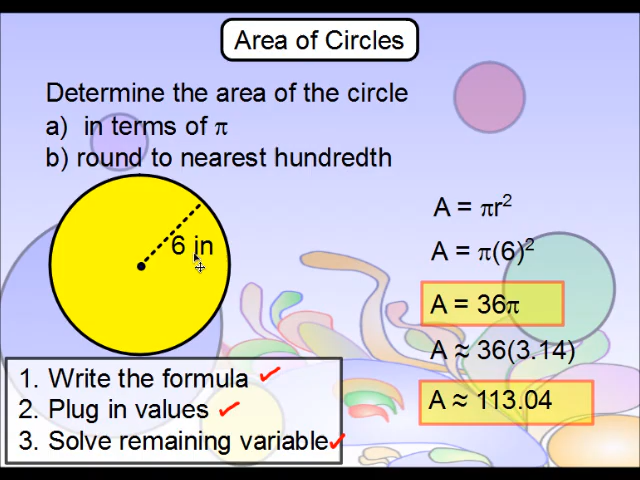 Area of Circles
Determine the area of the circle
a) in terms of π
b) round to nearest hundredth
6 in
A = πr²
A = π(6)²
A = 36π
A ≈ 36(3.14)
A ≈ 113.04
1. Write the formula ✓
2. Plug in values ✓
3. Solve remaining variable ✓